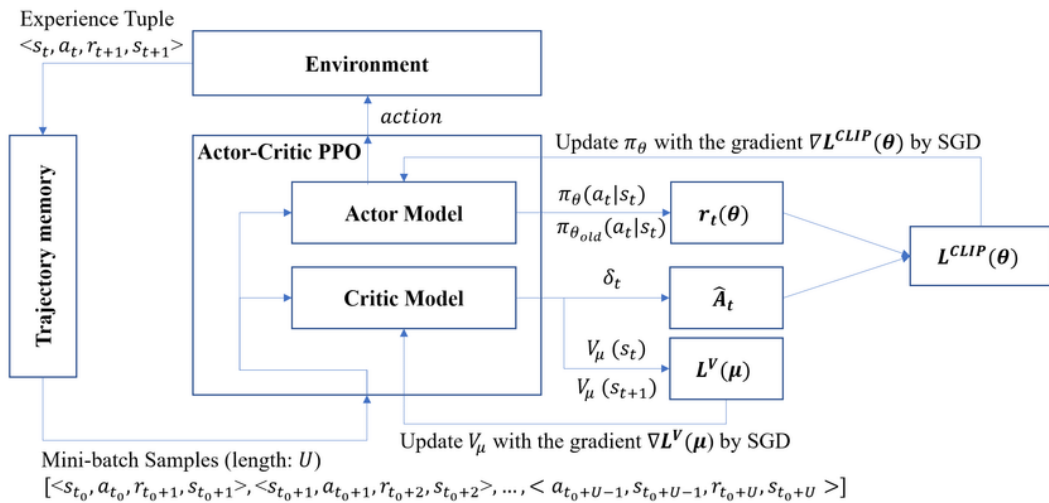 Experience Tuple
<s_t, a_t, r_{t+1}, s_{t+1}>
Environment
action
Actor-Critic PPO
Update π_θ with the gradient ∇L^{CLIP}(θ) by SGD
Trajectory memory
Actor Model
π_θ(a_t|s_t)
π_{θ_{old}}(a_t|s_t)
r_t(θ)
L^{CLIP}(θ)
Critic Model
δ_t
Â_t
V_μ (s_t)
V_μ (s_{t+1})
L^V(μ)
Update V_μ with the gradient ∇L^V(μ) by SGD
Mini-batch Samples (length: U)
[<s_{t_0}, a_{t_0}, r_{t_0+1}, s_{t_0+1}>, <s_{t_0+1}, a_{t_0+1}, r_{t_0+2}, s_{t_0+2}>, ..., < a_{t_0+U-1}, s_{t_0+U-1}, r_{t_0+U}, s_{t_0+U} >]